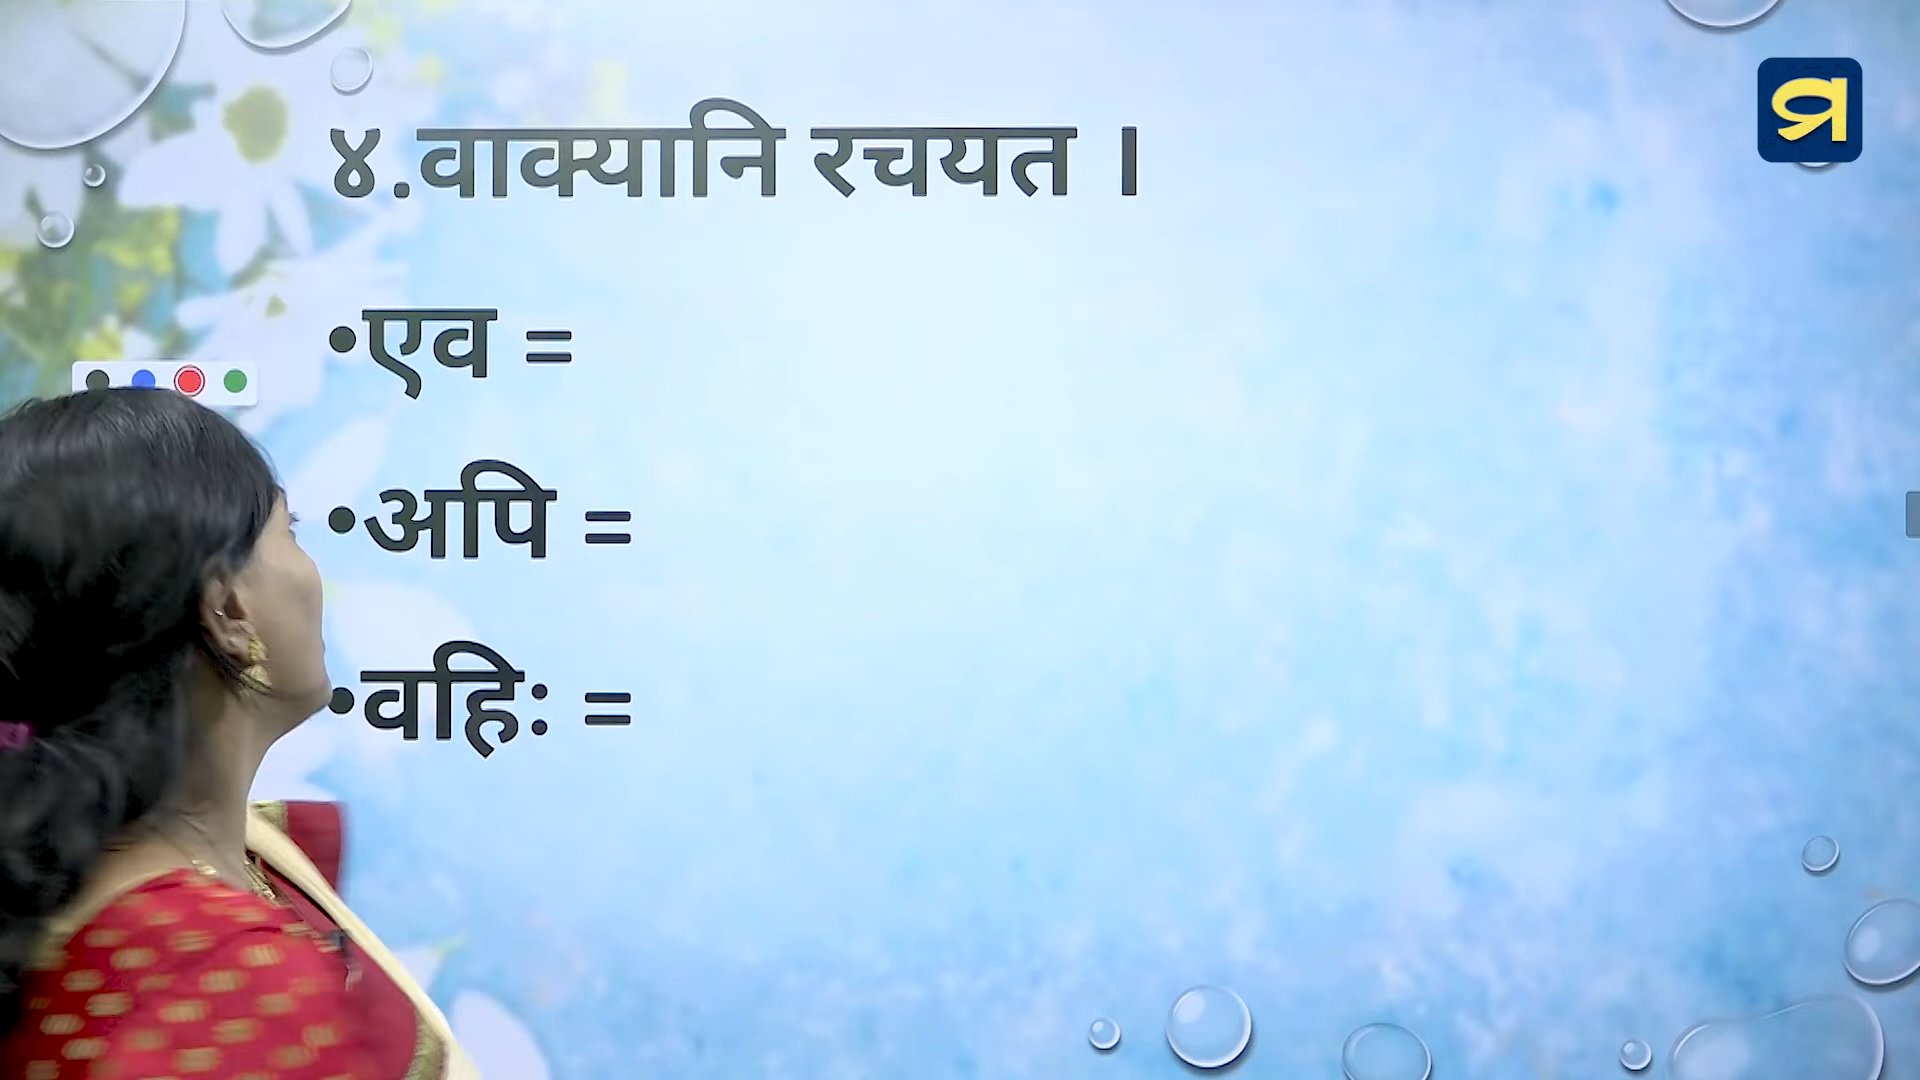 ४.वाक्यानि रचयत ।
•एव =
•अपि =
•वहिः =
ସ